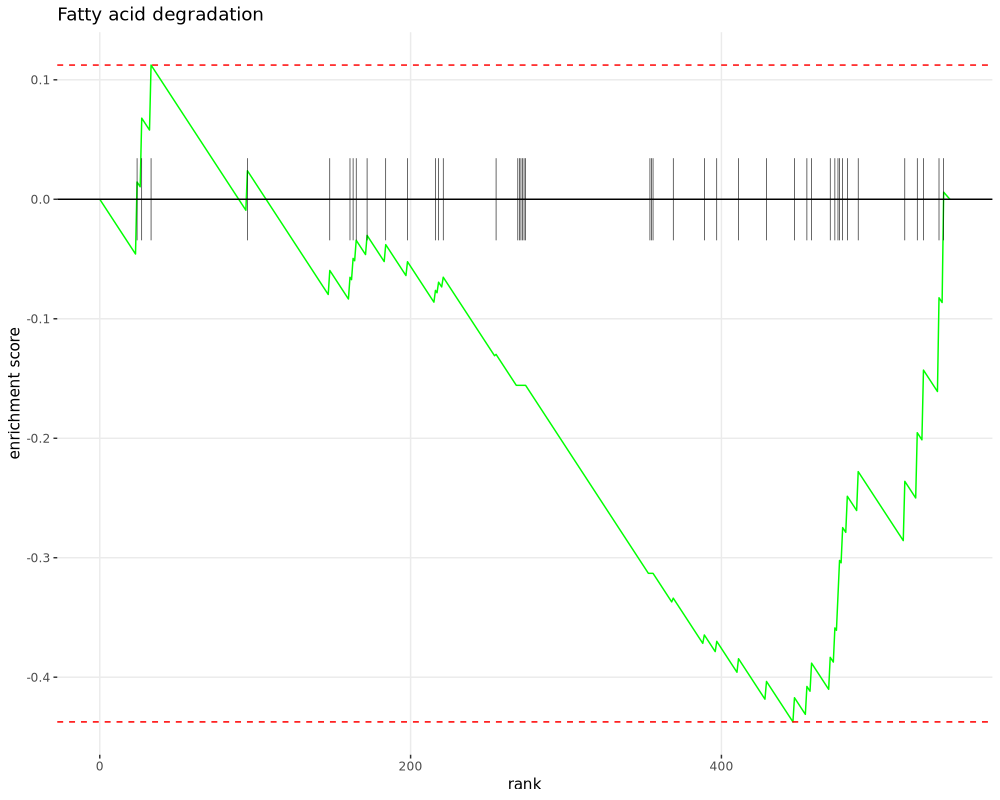 Fatty acid degradation
0.1
0.0
-0.1
-0.2
-0.3
-0.4
enrichment score
0 200 400
rank